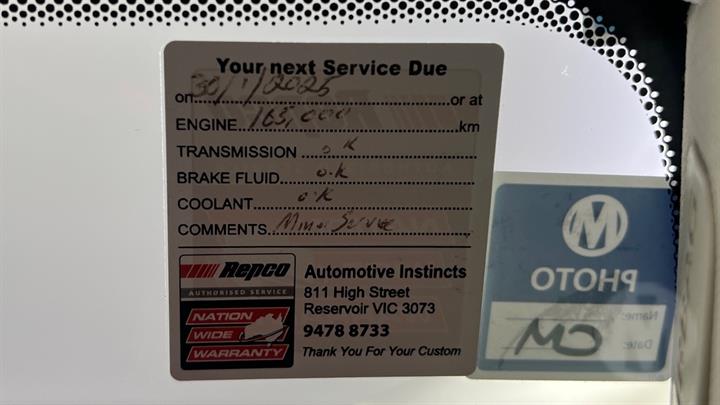 Your next Service Due
on 30/1/2025 or at
ENGINE 165,000 km
TRANSMISSION O.K
BRAKE FLUID O.K
COOLANT O.K
COMMENTS Minor Service
Repco
AUTHORISED SERVICE
NATION
WIDE
WARRANTY
Automotive Instincts
811 High Street
Reservoir VIC 3073
9478 8733
Thank You For Your Custom
M
PHOTO
Name:
Date:
CM